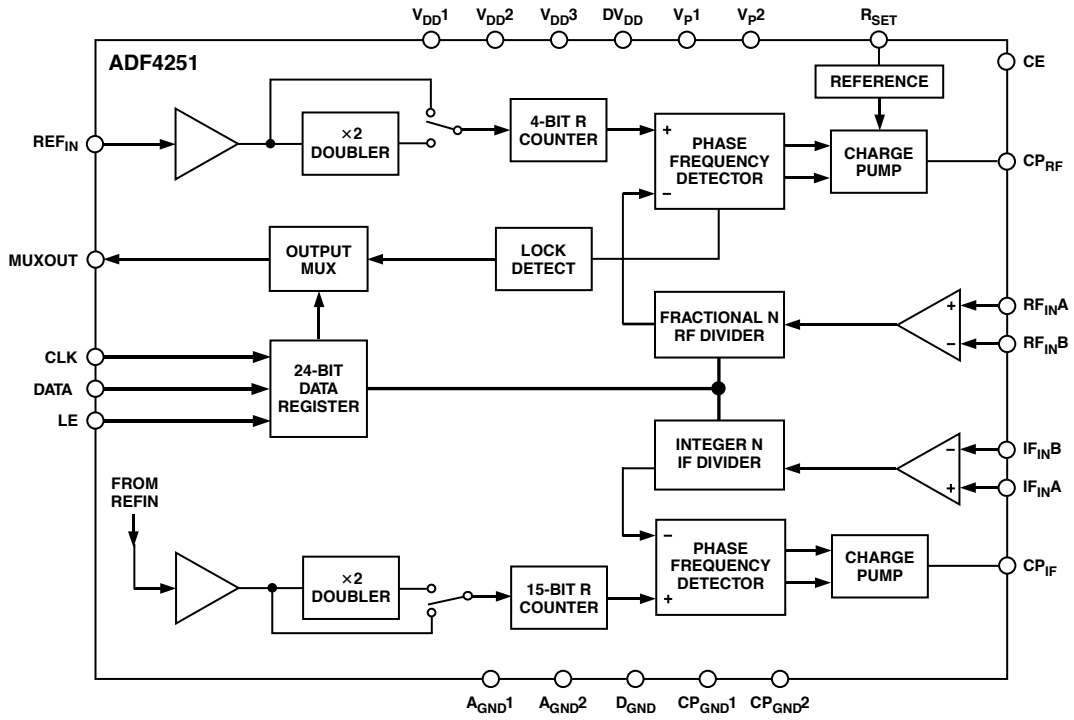 VDD1 VDD2 VDD3 DVDD VP1 VP2 RSET
ADF4251
CE
REFERENCE
REFIN
×2
DOUBLER
4-BIT R
COUNTER
+
−
PHASE
FREQUENCY
DETECTOR
CHARGE
PUMP
CPRF
MUXOUT
OUTPUT
MUX
LOCK
DETECT
FRACTIONAL N
RF DIVIDER
+
−
RFINA
RFINB
CLK
DATA
LE
24-BIT
DATA
REGISTER
INTEGER N
IF DIVIDER
−
+
IFINB
IFINA
FROM
REFIN
×2
DOUBLER
15-BIT R
COUNTER
−
+
PHASE
FREQUENCY
DETECTOR
CHARGE
PUMP
CPIF
AGND1 AGND2 DGND CPGND1 CPGND2